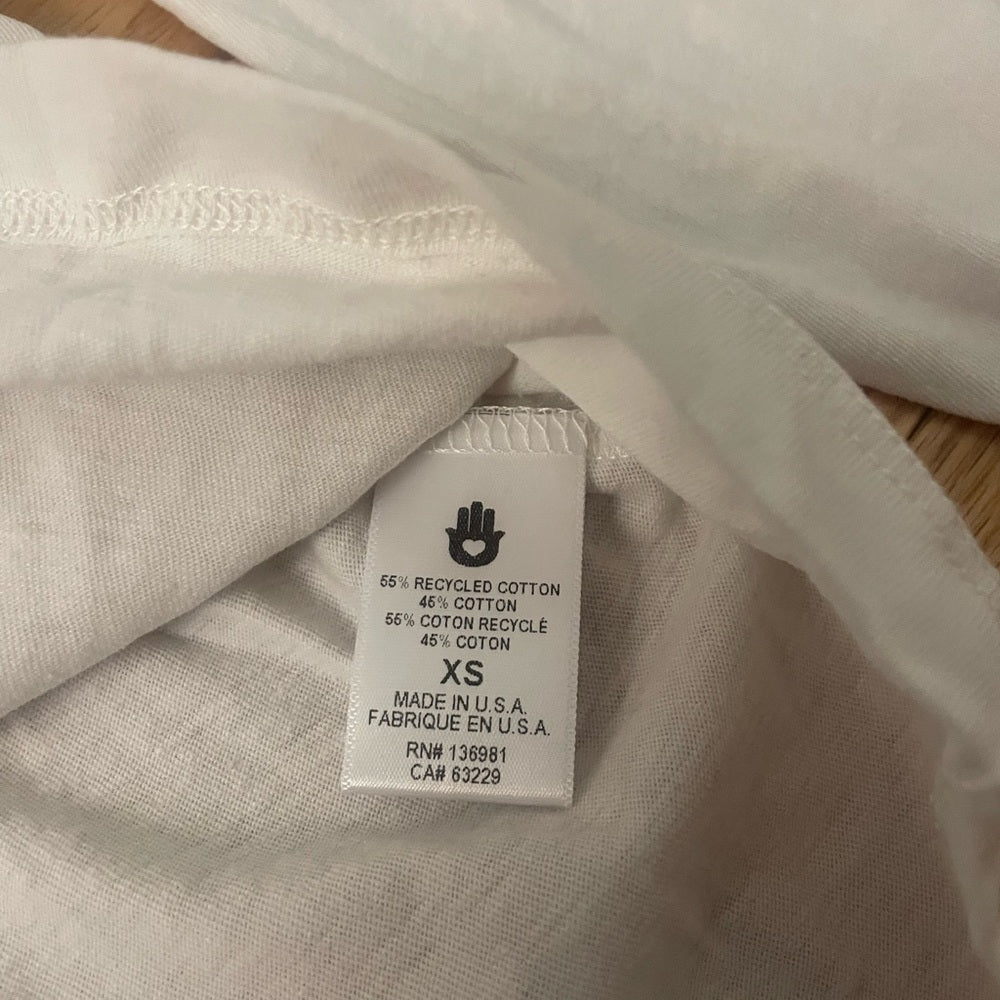 55% RECYCLED COTTON
45% COTTON
55% COTON RECYCLÉ
45% COTON
XS
MADE IN U.S.A.
FABRIQUE EN U.S.A.
RN# 136981
CA# 63229